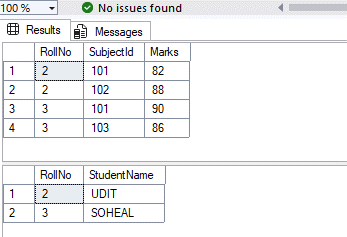 100 % No issues found
Results Messages
RollNo SubjectId Marks
1 2 101 82
2 2 102 88
3 3 101 90
4 3 103 86
RollNo StudentName
1 2 UDIT
2 3 SOHEAL